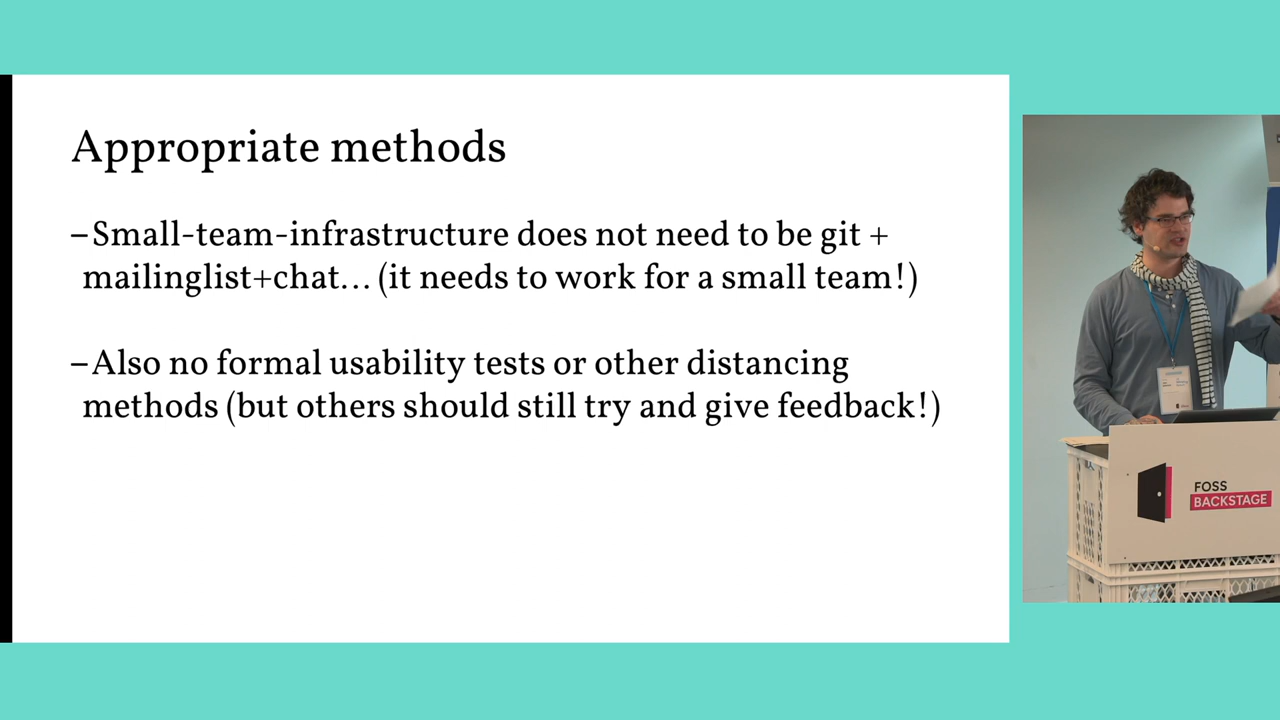 Appropriate methods
–Small-team-infrastructure does not need to be git +
mailinglist+chat… (it needs to work for a small team!)
–Also no formal usability tests or other distancing
methods (but others should still try and give feedback!)
FOSS
BACKSTAGE